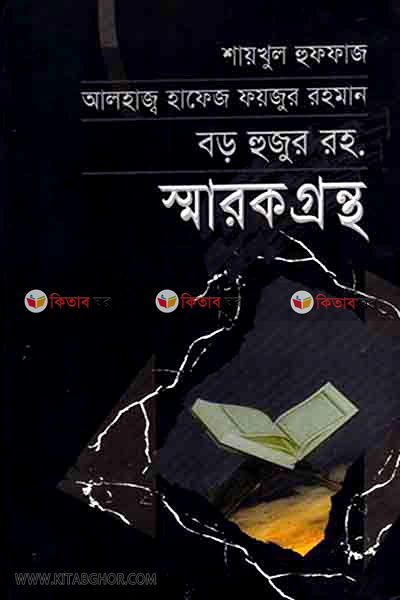 শায়খুল হুফফাজ
আলহাজ্ব হাফেজ ফয়জুর রহমান
বড় হুজুর রহ.
স্মারকগ্রন্থ
কিতাব ঘর কিতাব ঘর কিতাব ঘর
WWW.KITABGHOR.COM